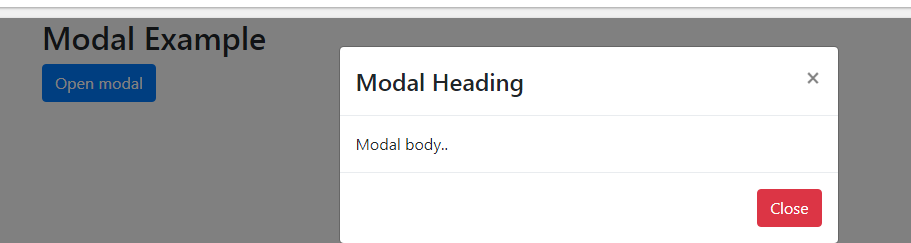 Modal Example
Open modal
Modal Heading
×
Modal body..
Close